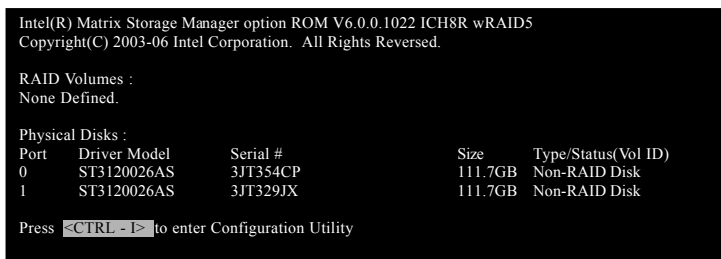 Intel(R) Matrix Storage Manager option ROM V6.0.0.1022 ICH8R wRAID5
Copyright(C) 2003-06 Intel Corporation. All Rights Reversed.
RAID Volumes :
None Defined.
Physical Disks :
Port Driver Model Serial # Size Type/Status(Vol ID)
0 ST3120026AS 3JT354CP 111.7GB Non-RAID Disk
1 ST3120026AS 3JT329JX 111.7GB Non-RAID Disk
Press <CTRL - I> to enter Configuration Utility